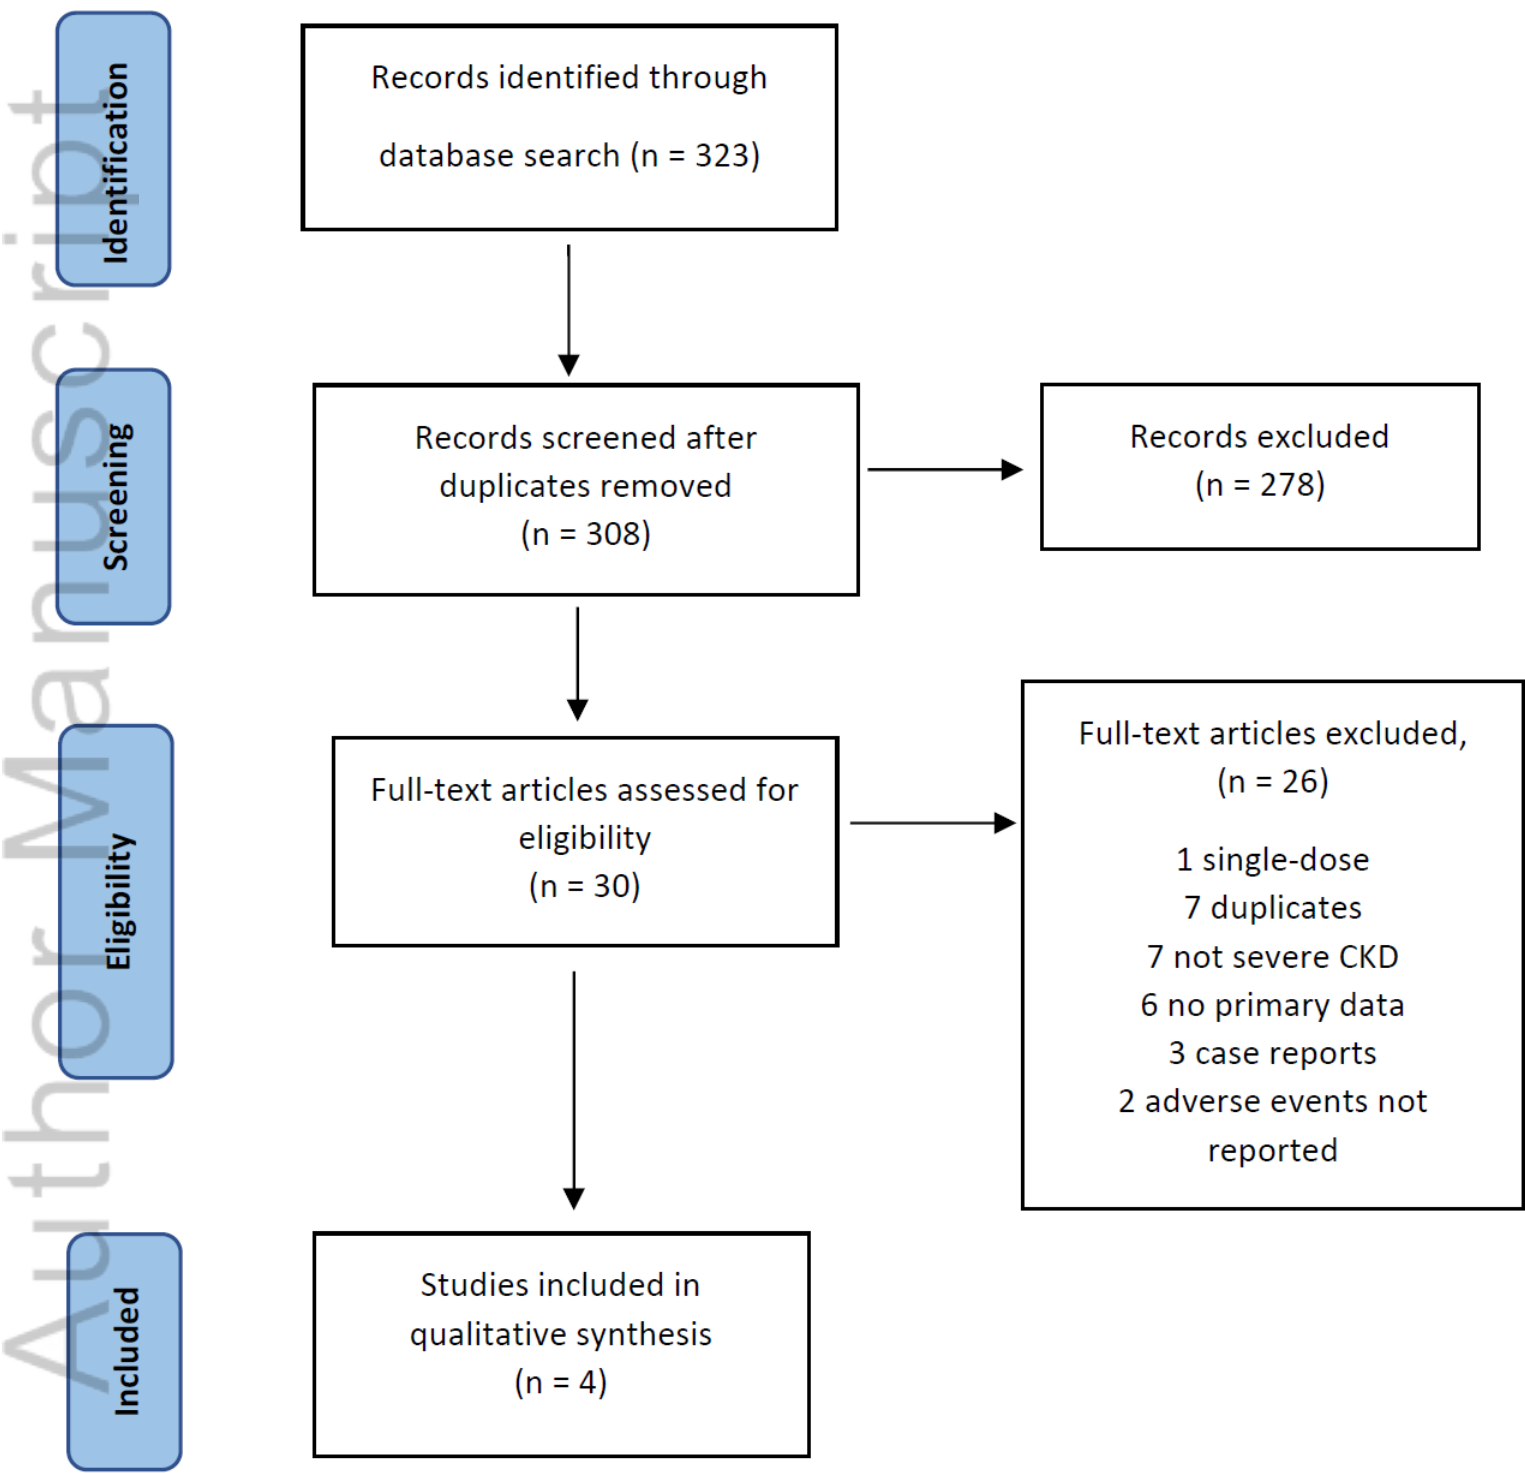 Author Manuscript
Identification
Records identified through
database search (n = 323)
Screening
Records screened after
duplicates removed
(n = 308)
Records excluded
(n = 278)
Eligibility
Full-text articles assessed for
eligibility
(n = 30)
Full-text articles excluded,
(n = 26)
1 single-dose
7 duplicates
7 not severe CKD
6 no primary data
3 case reports
2 adverse events not
reported
Included
Studies included in
qualitative synthesis
(n = 4)